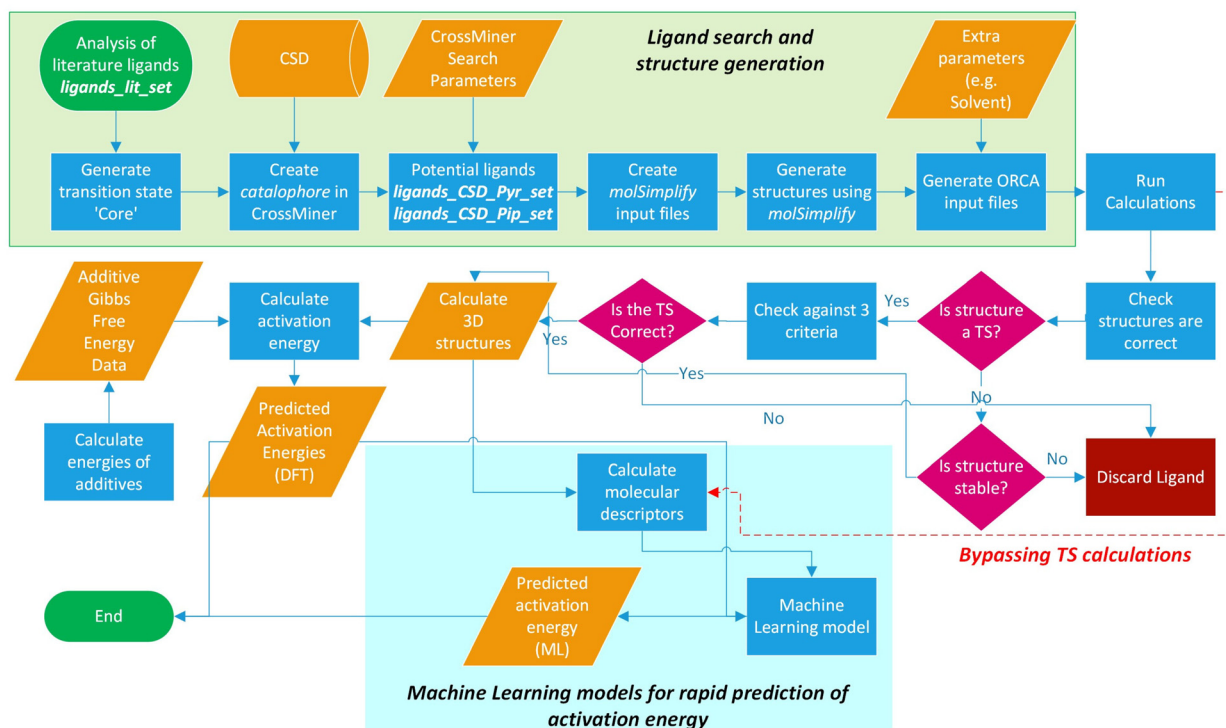 Analysis of
literature ligands
ligands_lit_set
CSD
CrossMiner
Search
Parameters
Ligand search and
structure generation
Extra
parameters
(e.g.
Solvent)
Generate
transition state
'Core'
Create
catalophore in
CrossMiner
Potential ligands
ligands_CSD_Pyr_set
ligands_CSD_Pip_set
Create
molSimplify
input files
Generate
structures using
molSimplify
Generate ORCA
input files
Run
Calculations
Additive
Gibbs
Free
Energy
Data
Calculate
activation
energy
Calculate
3D
structures
Yes
Is the TS
Correct?
Check against 3
criteria
Yes
Is structure
a TS?
Check
structures are
correct
Yes
No
No
Calculate
energies of
additives
Predicted
Activation
Energies
(DFT)
Calculate
molecular
descriptors
Is structure
stable?
No
Discard Ligand
Bypassing TS calculations
End
Predicted
activation
energy
(ML)
Machine
Learning model
Machine Learning models for rapid prediction of
activation energy